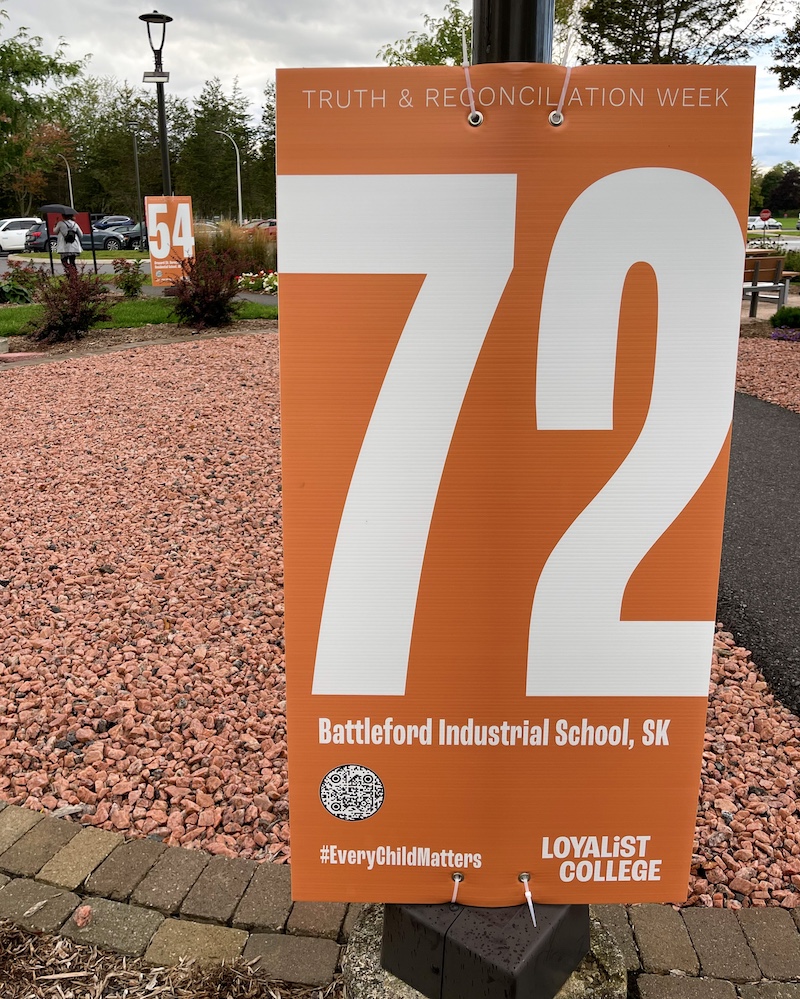 TRUTH & RECONCILIATION WEEK
72
Battleford Industrial School, SK
#EveryChildMatters
LOYALiST
COLLEGE
54